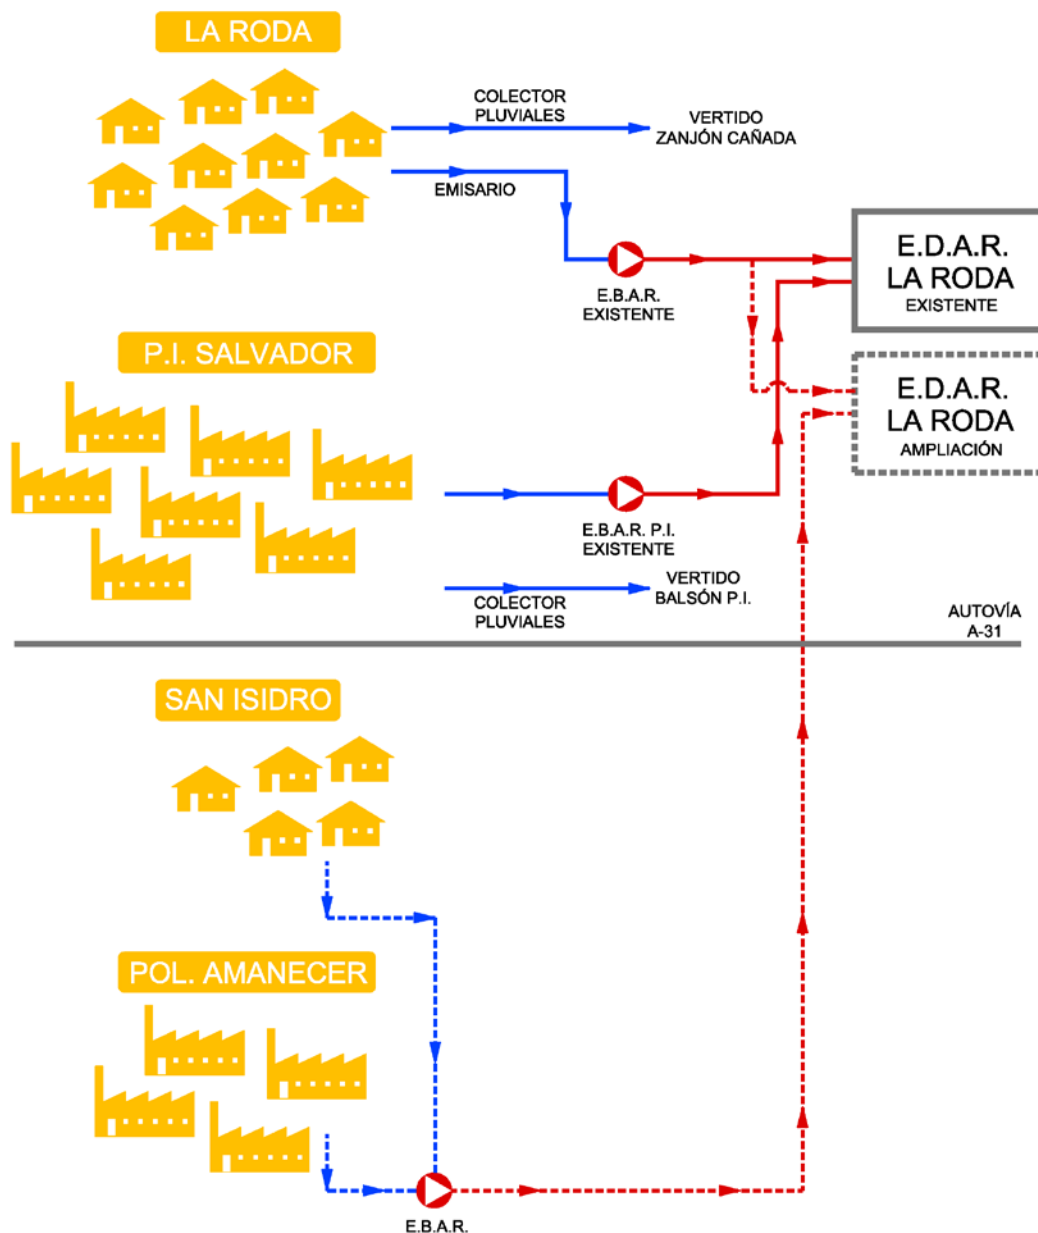 LA RODA
COLECTOR
PLUVIALES
VERTIDO
ZANJÓN CAÑADA
EMISARIO
E.B.A.R.
EXISTENTE
E.D.A.R.
LA RODA
EXISTENTE
P.I. SALVADOR
E.D.A.R.
LA RODA
AMPLIACIÓN
E.B.A.R. P.I.
EXISTENTE
COLECTOR
PLUVIALES
VERTIDO
BALSÓN P.I.
AUTOVÍA
A-31
SAN ISIDRO
POL. AMANECER
E.B.A.R.